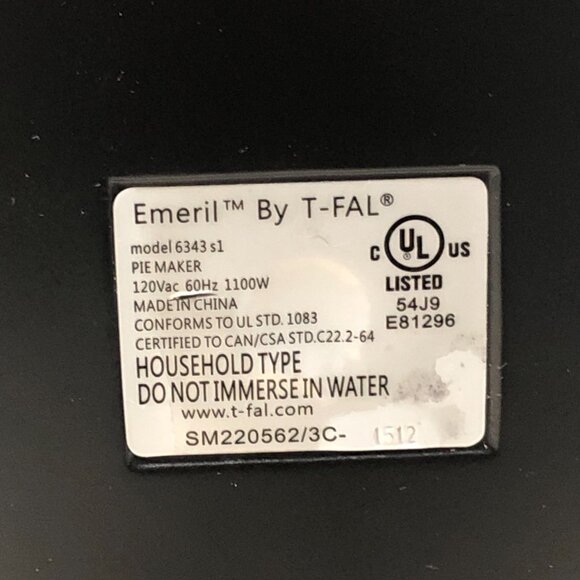 Emeril™ By T-FAL®
model 6343 s1
PIE MAKER
120Vac 60Hz 1100W
MADE IN CHINA
CONFORMS TO UL STD. 1083
CERTIFIED TO CAN/CSA STD.C22.2-64
HOUSEHOLD TYPE
DO NOT IMMERSE IN WATER
www.t-fal.com
SM220562/3C- 1512
C UL US
LISTED
54J9
E81296